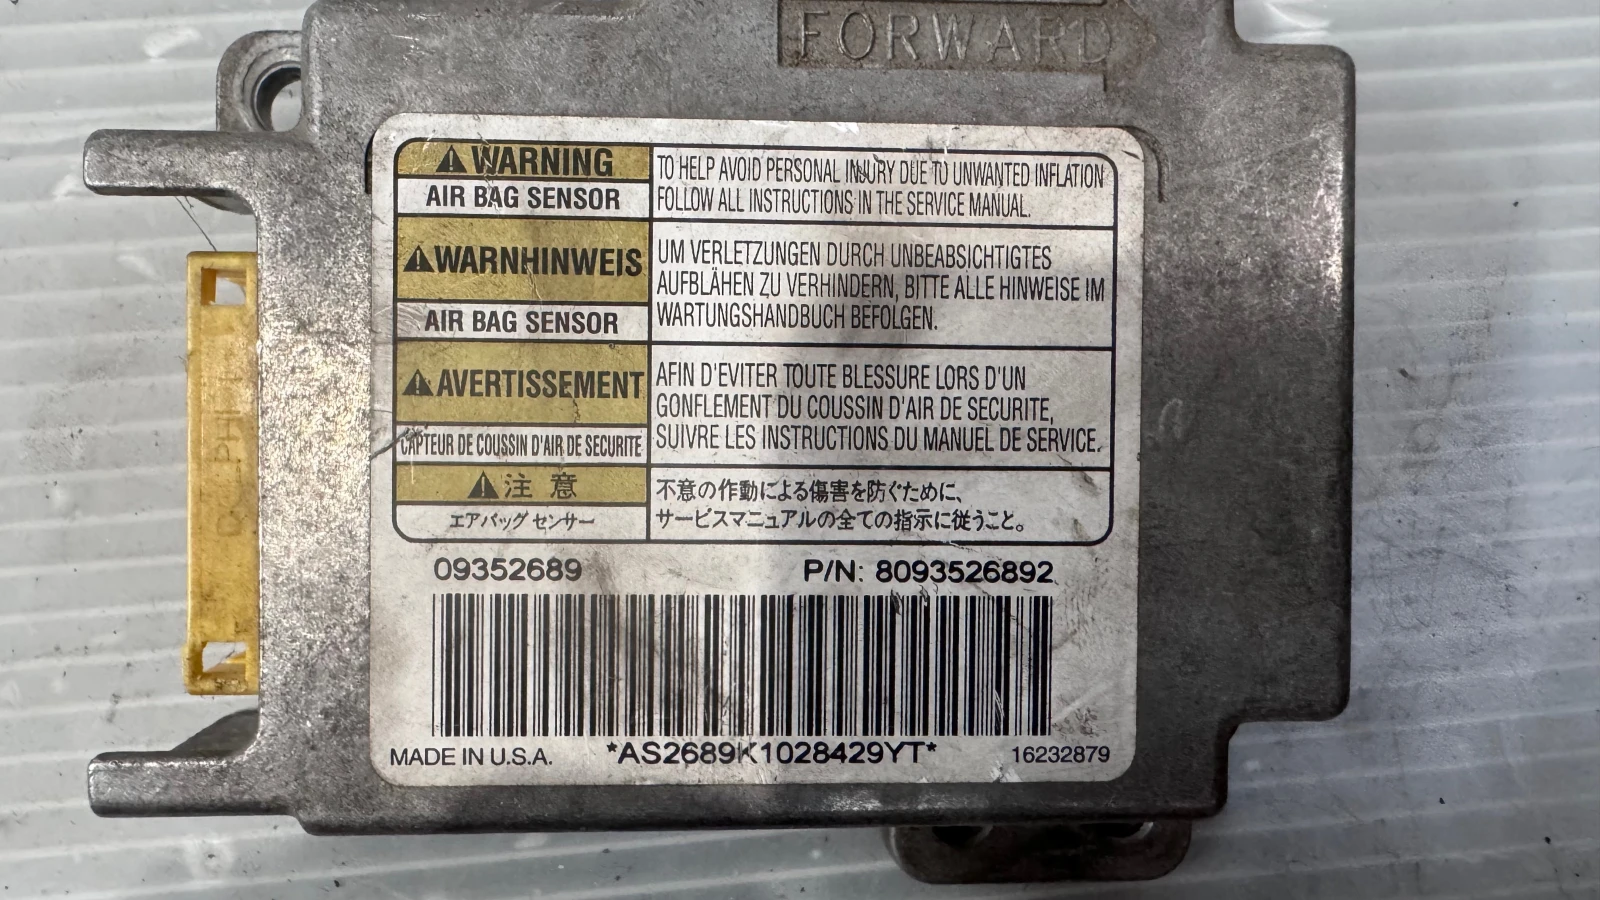 FORWARD
WARNING
AIR BAG SENSOR
TO HELP AVOID PERSONAL INJURY DUE TO UNWANTED INFLATION
FOLLOW ALL INSTRUCTIONS IN THE SERVICE MANUAL.
WARNHINWEIS
AIR BAG SENSOR
UM VERLETZUNGEN DURCH UNBEABSICHTIGTES
AUFBLÄHEN ZU VERHINDERN, BITTE ALLE HINWEISE IM
WARTUNGSHANDBUCH BEFOLGEN.
AVERTISSEMENT
CAPTEUR DE COUSSIN D'AIR DE SECURITE
AFIN D'EVITER TOUTE BLESSURE LORS D'UN
GONFLEMENT DU COUSSIN D'AIR DE SECURITE,
SUIVRE LES INSTRUCTIONS DU MANUEL DE SERVICE.
注 意
エアバッグ センサー
不意の作動による傷害を防ぐために、
サービスマニュアルの全ての指示に従うこと。
09352689
P/N: 8093526892
MADE IN U.S.A.
*AS2689K1028429YT*
16232879